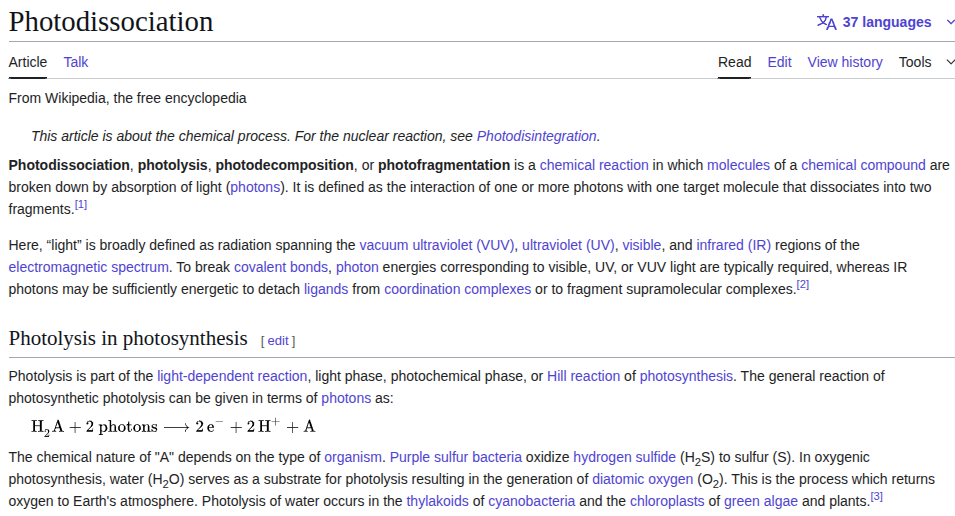 Photodissociation
37 languages
Article Talk Read Edit View history Tools
From Wikipedia, the free encyclopedia
This article is about the chemical process. For the nuclear reaction, see Photodisintegration.
Photodissociation, photolysis, photodecomposition, or photofragmentation is a chemical reaction in which molecules of a chemical compound are
broken down by absorption of light (photons). It is defined as the interaction of one or more photons with one target molecule that dissociates into two
fragments.[1]
Here, “light” is broadly defined as radiation spanning the vacuum ultraviolet (VUV), ultraviolet (UV), visible, and infrared (IR) regions of the
electromagnetic spectrum. To break covalent bonds, photon energies corresponding to visible, UV, or VUV light are typically required, whereas IR
photons may be sufficiently energetic to detach ligands from coordination complexes or to fragment supramolecular complexes.[2]
Photolysis in photosynthesis [ edit ]
Photolysis is part of the light-dependent reaction, light phase, photochemical phase, or Hill reaction of photosynthesis. The general reaction of
photosynthetic photolysis can be given in terms of photons as:
H₂A + 2 photons ⟶ 2 e⁻ + 2 H⁺ + A
The chemical nature of "A" depends on the type of organism. Purple sulfur bacteria oxidize hydrogen sulfide (H₂S) to sulfur (S). In oxygenic
photosynthesis, water (H₂O) serves as a substrate for photolysis resulting in the generation of diatomic oxygen (O₂). This is the process which returns
oxygen to Earth's atmosphere. Photolysis of water occurs in the thylakoids of cyanobacteria and the chloroplasts of green algae and plants.[3]